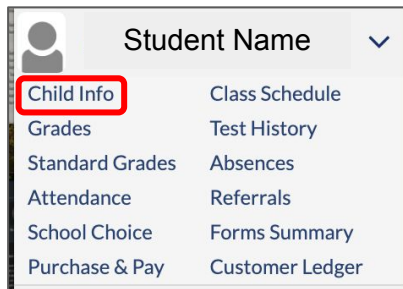 Student Name
Child Info Class Schedule
Grades Test History
Standard Grades Absences
Attendance Referrals
School Choice Forms Summary
Purchase & Pay Customer Ledger